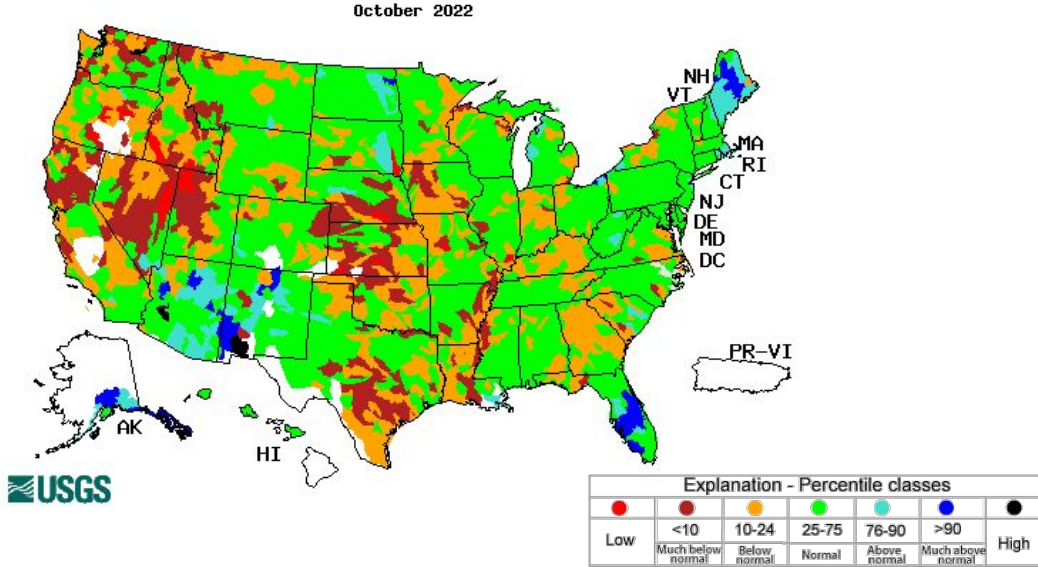 October 2022
NH
VT
MA
RI
CT
NJ
DE
MD
DC
PR-VI
AK
HI
USGS
Explanation - Percentile classes
Low <10 10-24 25-75 76-90 >90 High
Much below normal Below normal Normal Above normal Much above normal